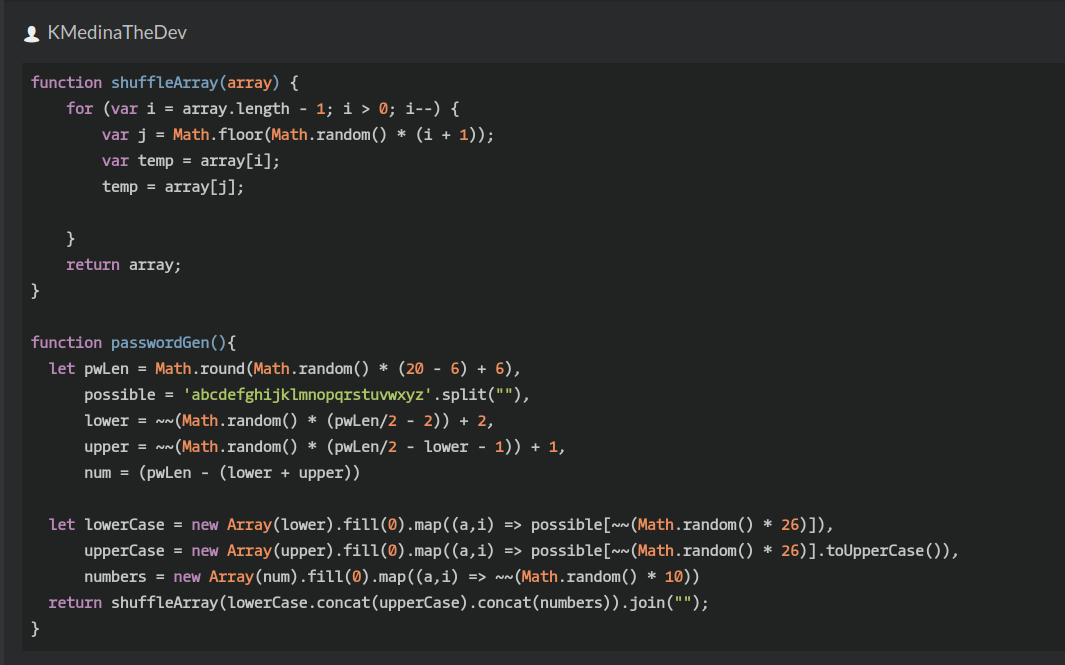 KMedinaTheDev
function shuffleArray(array) {
    for (var i = array.length - 1; i > 0; i--) {
        var j = Math.floor(Math.random() * (i + 1));
        var temp = array[i];
        temp = array[j];
    }
    return array;
}
function passwordGen(){
  let pwLen = Math.round(Math.random() * (20 - 6) + 6),
      possible = 'abcdefghijklmnopqrstuvwxyz'.split(""),
      lower = ~~(Math.random() * (pwLen/2 - 2)) + 2,
      upper = ~~(Math.random() * (pwLen/2 - lower - 1)) + 1,
      num = (pwLen - (lower + upper))
  let lowerCase = new Array(lower).fill(0).map((a,i) => possible[~~(Math.random() * 26)]),
      upperCase = new Array(upper).fill(0).map((a,i) => possible[~~(Math.random() * 26)].toUpperCase()),
      numbers = new Array(num).fill(0).map((a,i) => ~~(Math.random() * 10))
  return shuffleArray(lowerCase.concat(upperCase).concat(numbers)).join("");
}